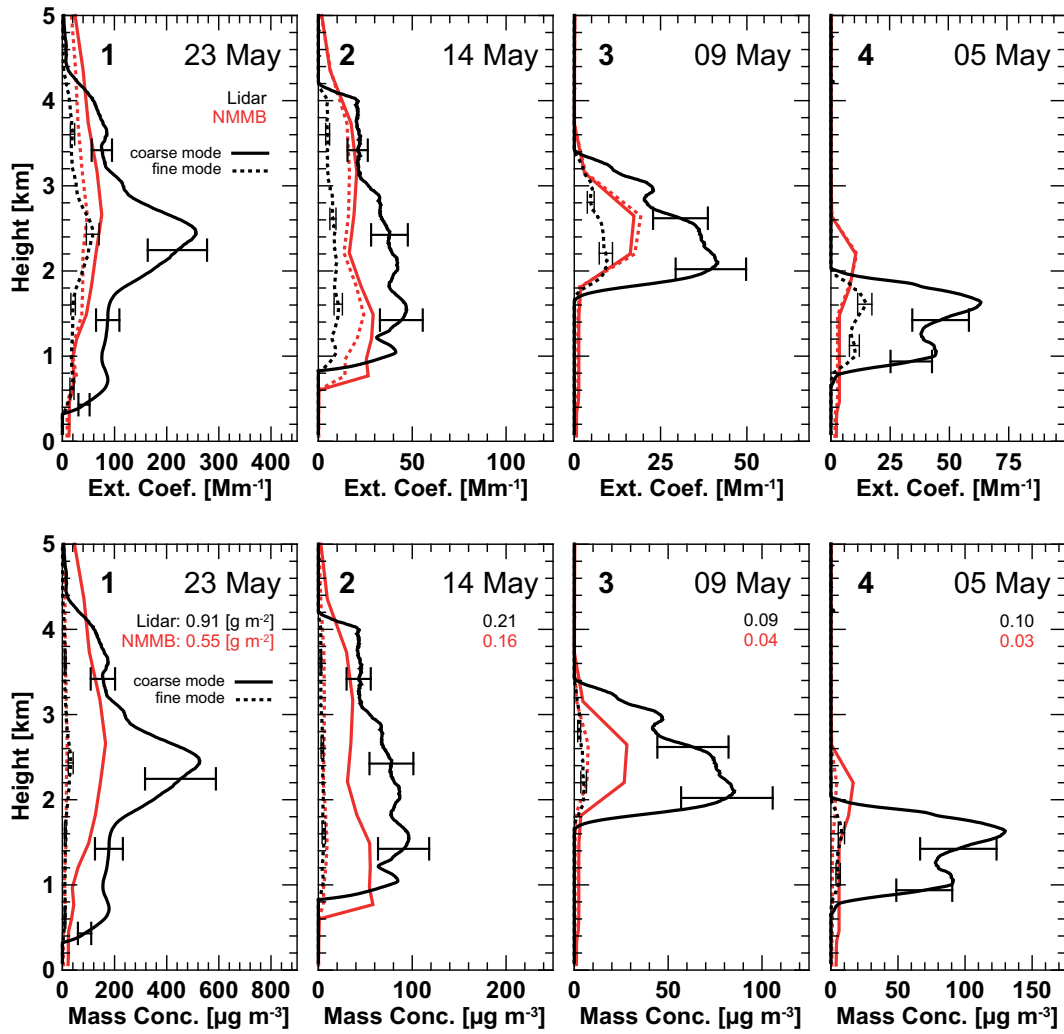 1 23 May
2 14 May
3 09 May
4 05 May
Lidar
NMMB
coarse mode
fine mode
Height [km]
5
4
3
2
1
0
0 100 200 300 400
0 50 100
0 25 50
0 25 50 75
Ext. Coef. [Mm⁻¹]
Ext. Coef. [Mm⁻¹]
Ext. Coef. [Mm⁻¹]
Ext. Coef. [Mm⁻¹]
1 23 May
2 14 May
3 09 May
4 05 May
Lidar: 0.91 [g m⁻²]
NMMB: 0.55 [g m⁻²]
0.21
0.16
0.09
0.04
0.10
0.03
coarse mode
fine mode
Height [km]
5
4
3
2
1
0
0 200 400 600 800
0 100 200
0 50 100
0 50 100 150
Mass Conc. [µg m⁻³]
Mass Conc. [µg m⁻³]
Mass Conc. [µg m⁻³]
Mass Conc. [µg m⁻³]